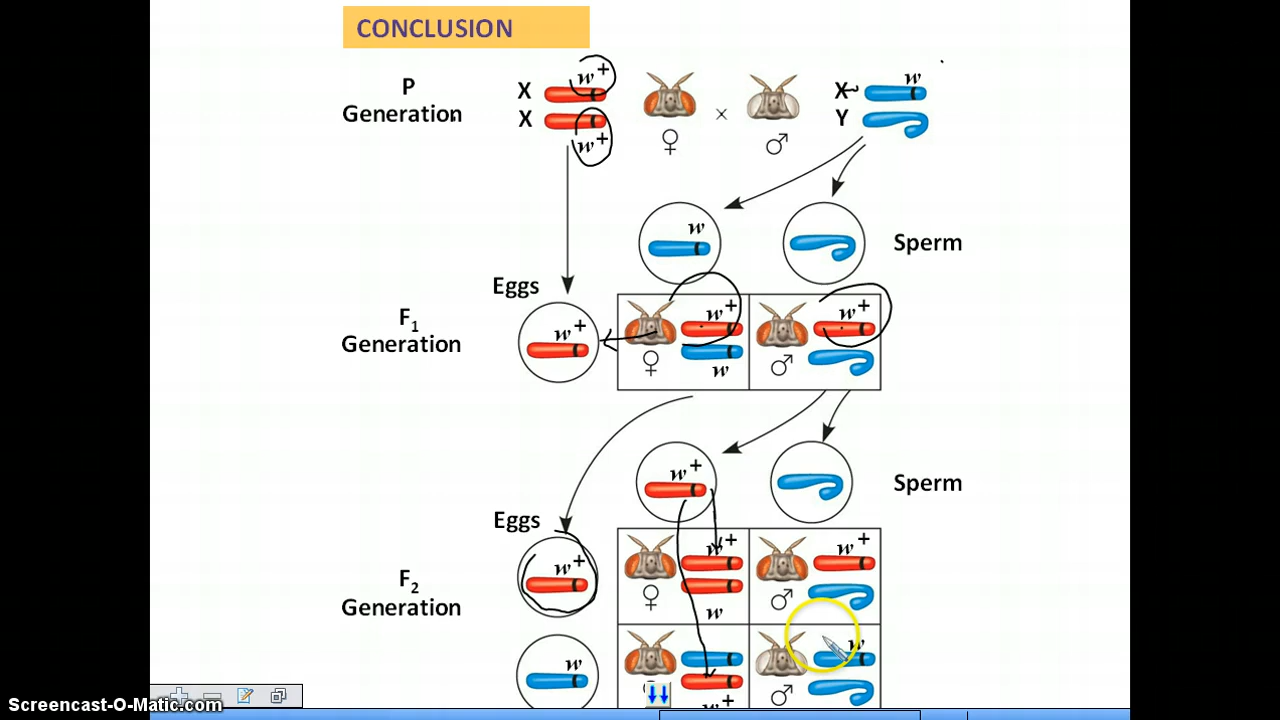 CONCLUSION
P
Generation
X
X
w+
w+
♀
×
♂
X
Y
w
w
Sperm
Eggs
F1
Generation
w+
w+
♀
w
w+
♂
w+
Sperm
Eggs
F2
Generation
w+
w+
♀
w
w+
♂
w
w+
w
♂
Screencast-O-Matic.com